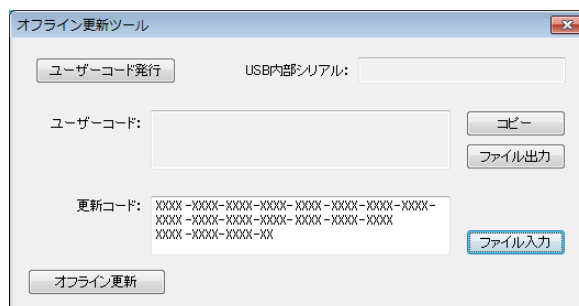 オフライン更新ツール
ユーザーコード発行
USB内部シリアル:
ユーザーコード:
コピー
ファイル出力
更新コード:
XXXX-XXXX-XXXX-XXXX-XXXX-XXXX-XXXX-XXXX-
XXXX-XXXX-XXXX-XXXX-XXXX-XXXX-XXXX
XXXX-XXXX-XXXX-XX
ファイル入力
オフライン更新